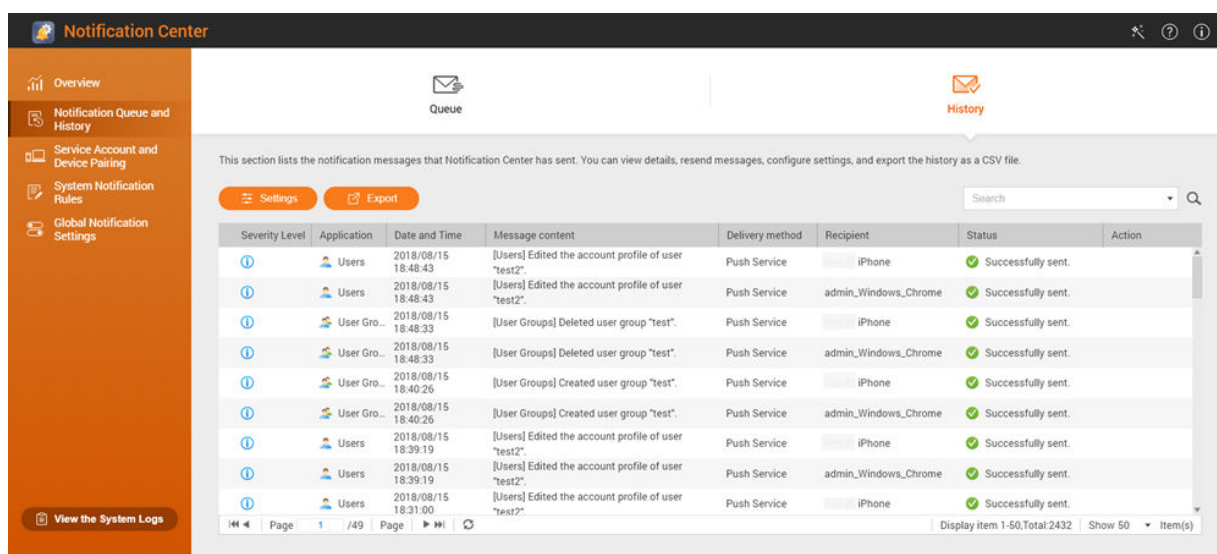 Notification Center
Overview
Notification Queue and
History
Service Account and
Device Pairing
System Notification
Rules
Global Notification
Settings
View the System Logs
Queue
History
This section lists the notification messages that Notification Center has sent. You can view details, resend messages, configure settings, and export the history as a CSV file.
Settings Export Search
Severity Level Application Date and Time Message content Delivery method Recipient Status Action
Users 2018/08/15 18:48:43 [Users] Edited the account profile of user "test2". Push Service iPhone Successfully sent.
Users 2018/08/15 18:48:43 [Users] Edited the account profile of user "test2". Push Service admin_Windows_Chrome Successfully sent.
User Gro... 2018/08/15 18:48:33 [User Groups] Deleted user group "test". Push Service iPhone Successfully sent.
User Gro... 2018/08/15 18:48:33 [User Groups] Deleted user group "test". Push Service admin_Windows_Chrome Successfully sent.
User Gro... 2018/08/15 18:40:26 [User Groups] Created user group "test". Push Service iPhone Successfully sent.
User Gro... 2018/08/15 18:40:26 [User Groups] Created user group "test". Push Service admin_Windows_Chrome Successfully sent.
Users 2018/08/15 18:39:19 [Users] Edited the account profile of user "test2". Push Service iPhone Successfully sent.
Users 2018/08/15 18:39:19 [Users] Edited the account profile of user "test2". Push Service admin_Windows_Chrome Successfully sent.
Users 2018/08/15 18:31:00 [Users] Edited the account profile of user "test2". Push Service iPhone Successfully sent.
Page 1 /49 Page Display item 1-50,Total:2432 Show 50 Item(s)